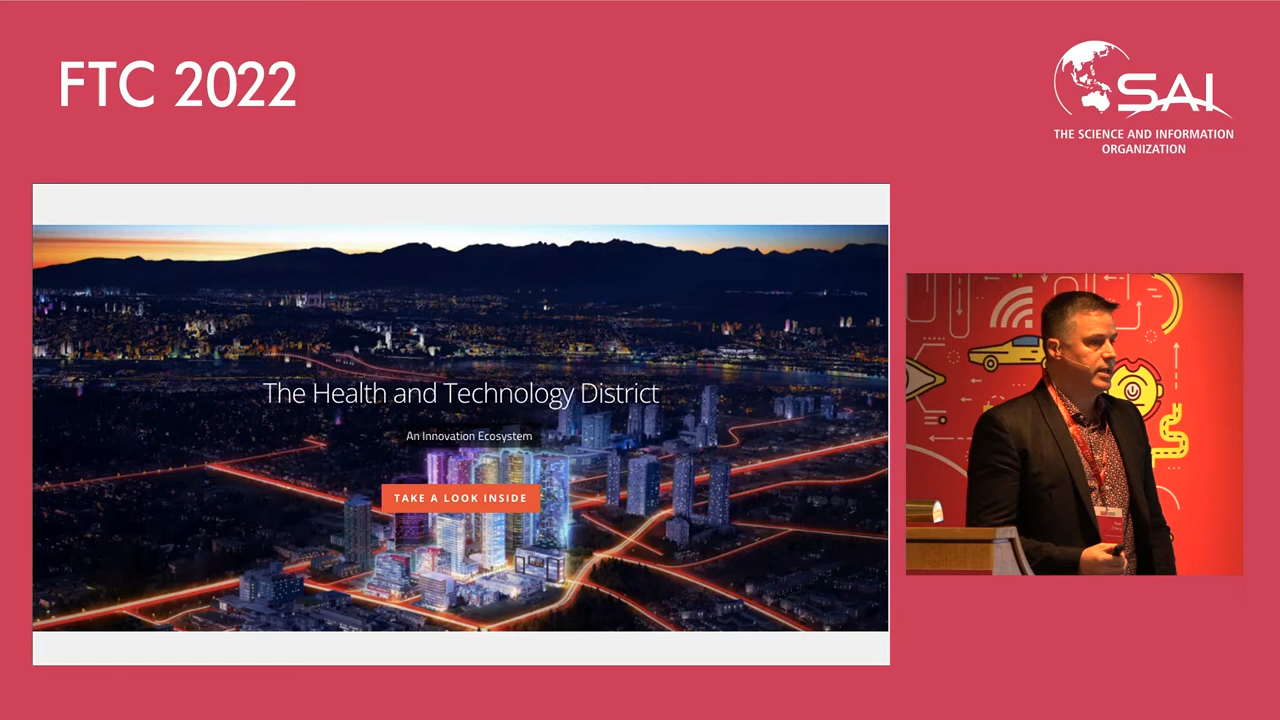 FTC 2022
SAI
THE SCIENCE AND INFORMATION
ORGANIZATION
The Health and Technology District
An Innovation Ecosystem
TAKE A LOOK INSIDE